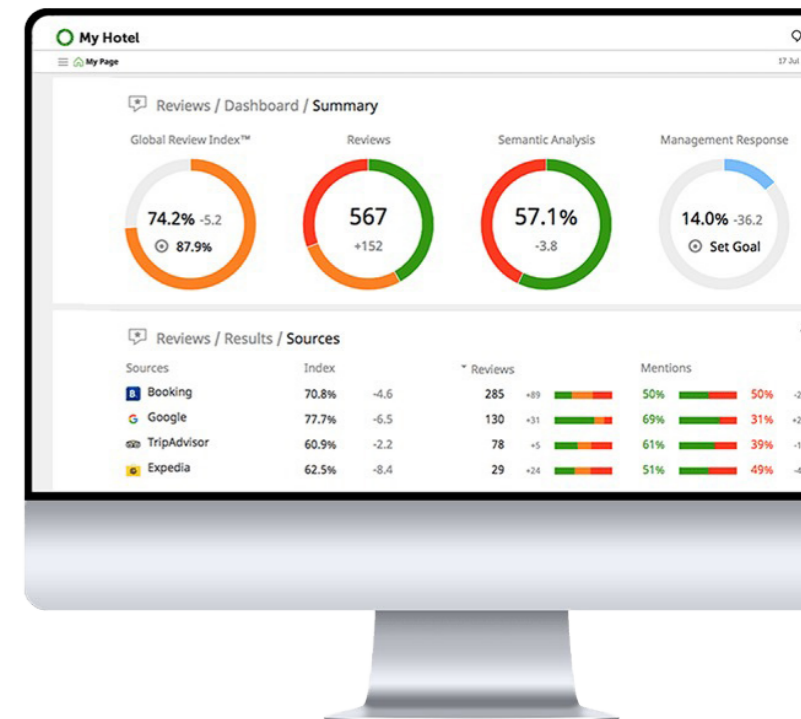 My Hotel
My Page
17 Jul
Reviews / Dashboard / Summary
Global Review Index™ Reviews Semantic Analysis Management Response
74.2% -5.2 567 57.1% 14.0% -36.2
87.9% +152 -3.8 Set Goal
Reviews / Results / Sources
Sources Index Reviews Mentions
B. Booking 70.8% -4.6 285 +89 50% 50% -2
G Google 77.7% -6.5 130 +31 69% 31% +2
TripAdvisor 60.9% -2.2 78 +5 61% 39% -1
Expedia 62.5% -8.4 29 +24 51% 49% -4